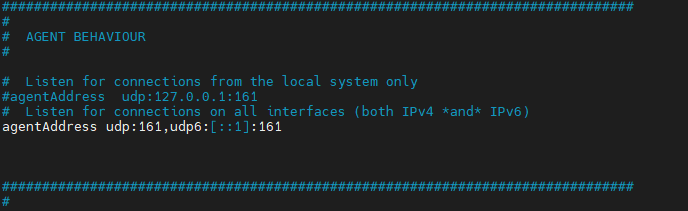 ###############################################################################
#
#  AGENT BEHAVIOUR
#
#  Listen for connections from the local system only
#agentAddress  udp:127.0.0.1:161
#  Listen for connections on all interfaces (both IPv4 *and* IPv6)
agentAddress udp:161,udp6:[::1]:161
###############################################################################
#